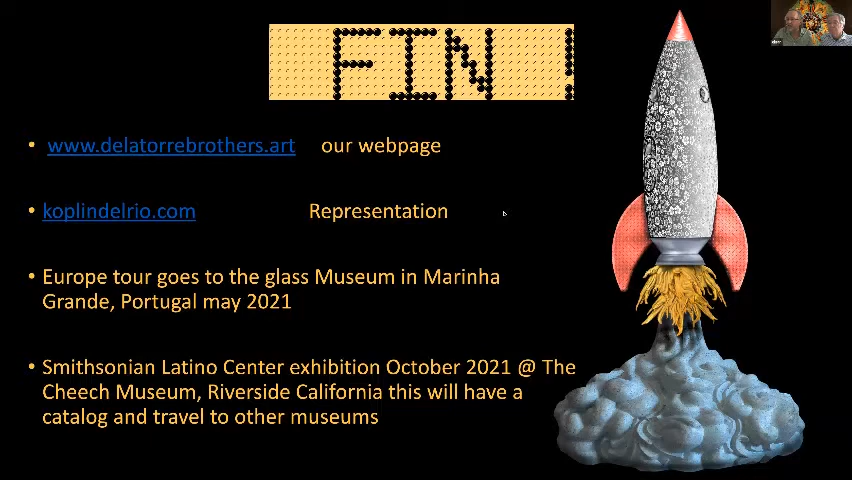 FIN !
• www.delatorrebrothers.art our webpage
• koplindelrio.com Representation
• Europe tour goes to the glass Museum in Marinha
Grande, Portugal may 2021
• Smithsonian Latino Center exhibition October 2021 @ The
Cheech Museum, Riverside California this will have a
catalog and travel to other museums